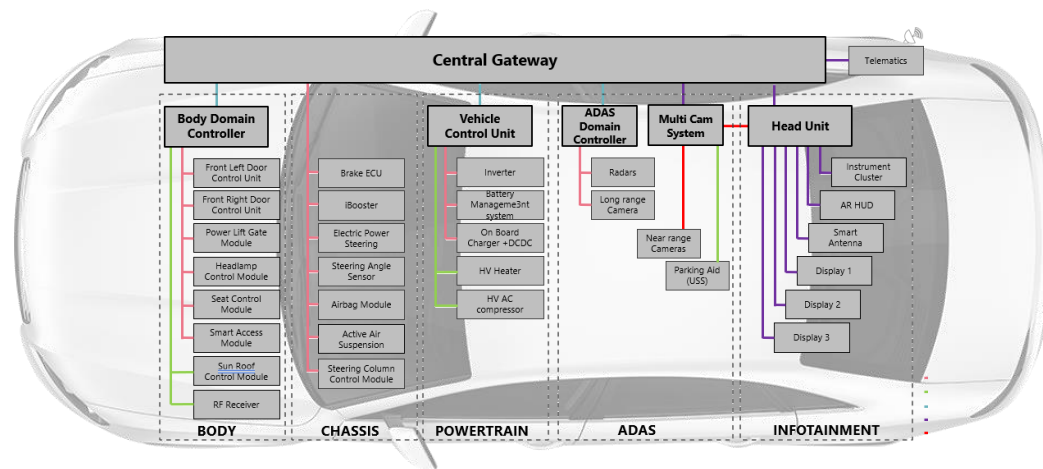 Central Gateway
Telematics
Body Domain
Controller
Vehicle
Control Unit
ADAS
Domain
Controller
Multi Cam
System
Head Unit
Front Left Door
Control Unit
Front Right Door
Control Unit
Power Lift Gate
Module
Headlamp
Control Module
Seat Control
Module
Smart Access
Module
Sun Roof
Control Module
RF Receiver
Brake ECU
iBooster
Electric Power
Steering
Steering Angle
Sensor
Airbag Module
Active Air
Suspension
Steering Column
Control Module
Inverter
Battery
Manageme3nt
system
On Board
Charger +DCDC
HV Heater
HV AC
compressor
Radars
Long range
Camera
Near range
Cameras
Parking Aid
(USS)
Instrument
Cluster
AR HUD
Smart
Antenna
Display 1
Display 2
Display 3
BODY
CHASSIS
POWERTRAIN
ADAS
INFOTAINMENT